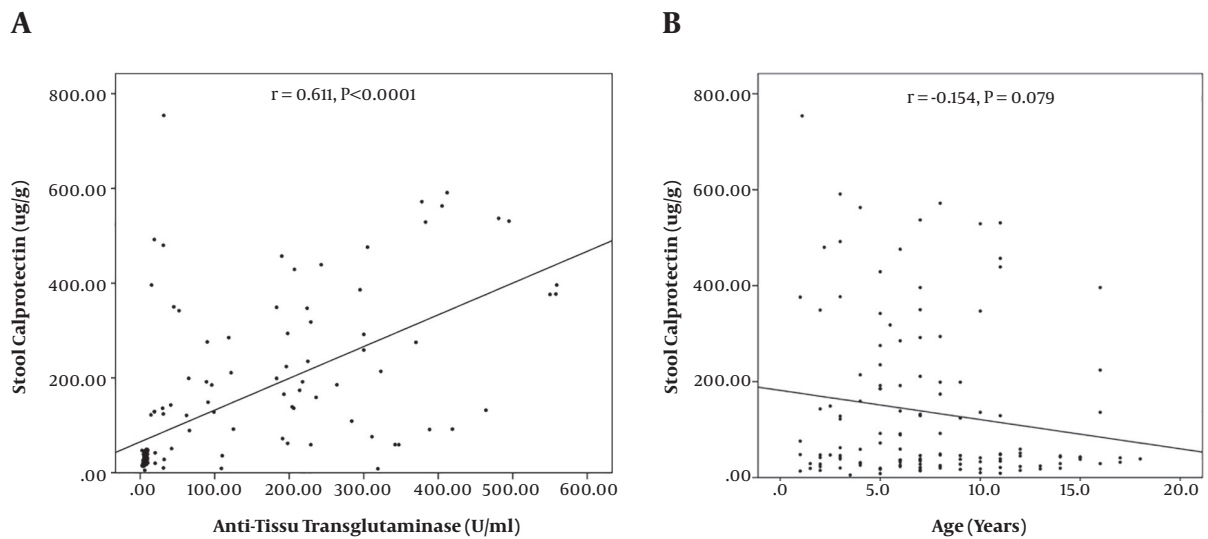 A
r = 0.611, P<0.0001
800.00
600.00
400.00
200.00
.00
Stool Calprotectin (ug/g)
.00 100.00 200.00 300.00 400.00 500.00 600.00
Anti-Tissu Transglutaminase (U/ml)
B
r = -0.154, P = 0.079
800.00
600.00
400.00
200.00
.00
Stool Calprotectin (ug/g)
.0 5.0 10.0 15.0 20.0
Age (Years)